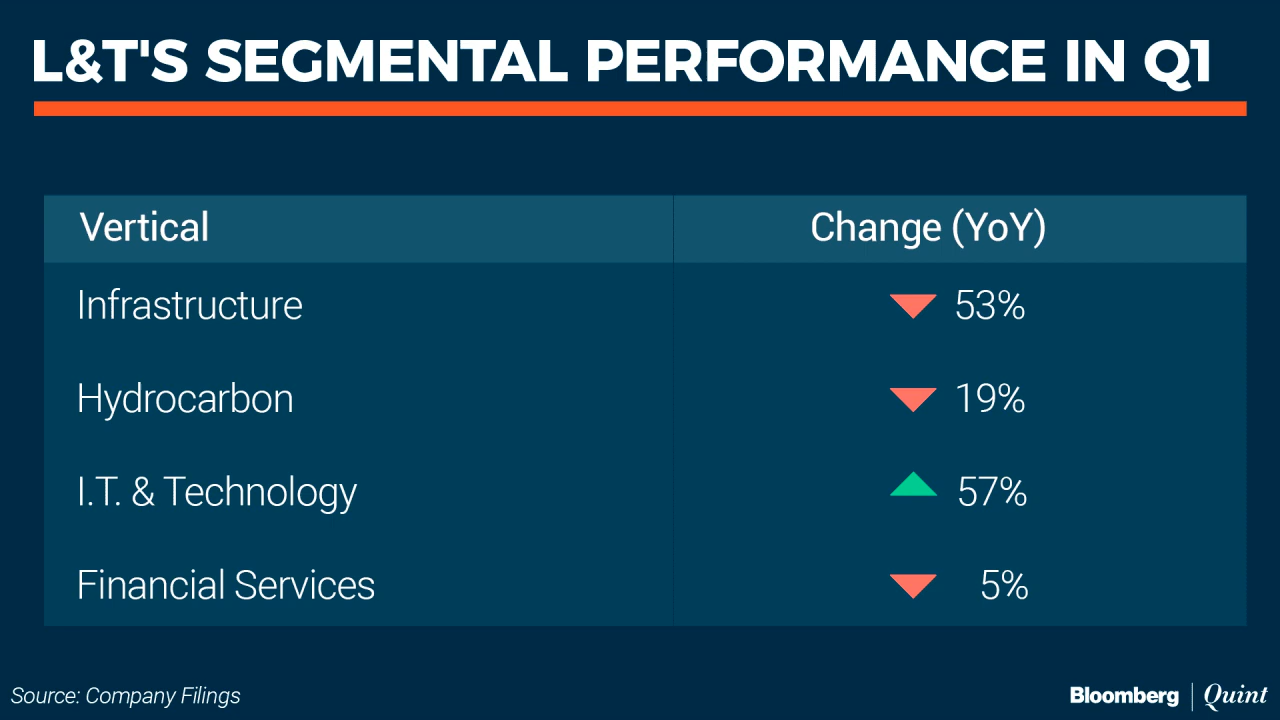 L&T'S SEGMENTAL PERFORMANCE IN Q1
Vertical Change (YoY)
Infrastructure 53%
Hydrocarbon 19%
I.T. & Technology 57%
Financial Services 5%
Source: Company Filings
Bloomberg | Quint